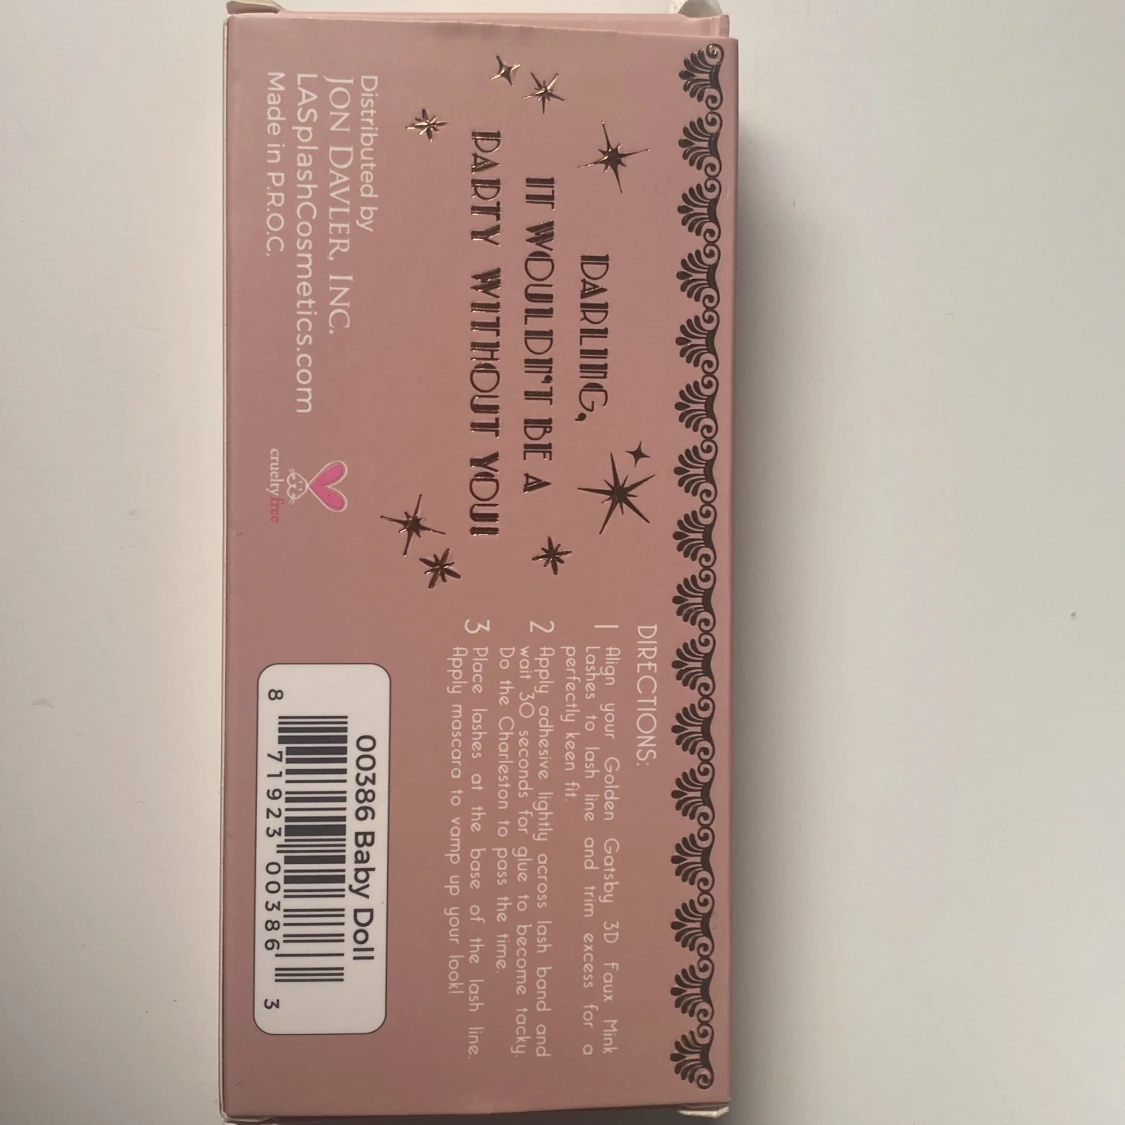 DARLING,
IT WOULDN'T BE A
PARTY WITHOUT YOU!
DIRECTIONS:
1 Align your Golden Gatsby 3D Faux Mink
Lashes to lash line and trim excess for a
perfectly keen fit.
2 Apply adhesive lightly across lash band and
wait 30 seconds for glue to become tacky.
Do the Charleston to pass the time.
3 Place lashes at the base of the lash line.
Apply mascara to vamp up your look!
Distributed by
JON DAVLER, INC.
LASplashCosmetics.com
Made in P.R.O.C.
cruelty free
00386 Baby Doll
8 71923 00386 3